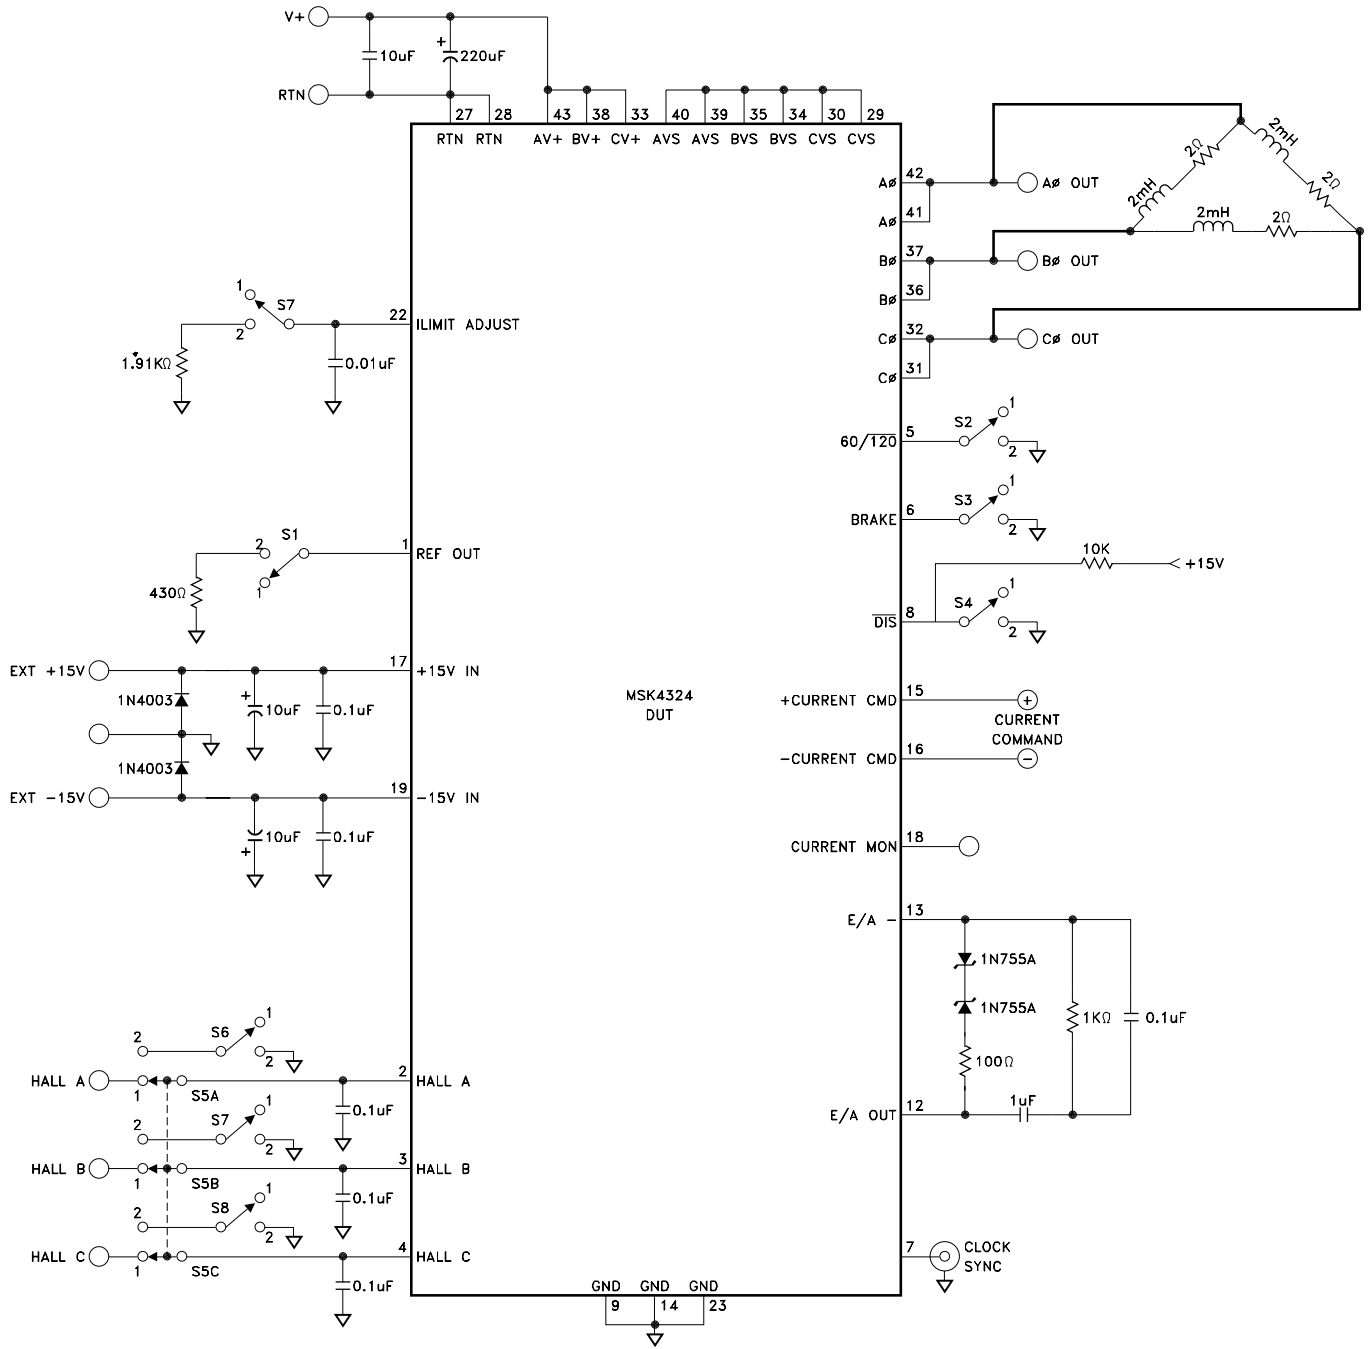 V+
10uF
220uF
RTN
27 28 43 38 33 40 39 35 34 30 29
RTN RTN AV+ BV+ CV+ AVS AVS BVS BVS CVS CVS
2Ω
2mH
2mH
2Ω
2mH
2Ω
AØ
42
AØ OUT
AØ
41
BØ
37
BØ OUT
BØ
36
CØ
32
CØ OUT
CØ
31
1
S7
2
22
ILIMIT ADJUST
1.91KΩ
0.01uF
60/120
5
S2
1
2
BRAKE
6
S3
1
2
S1
2
1
1
REF OUT
430Ω
10K
+15V
DIS
8
S4
1
2
EXT +15V
17
+15V IN
1N4003
10uF
0.1uF
1N4003
EXT -15V
19
-15V IN
10uF
+
0.1uF
MSK4324
DUT
+CURRENT CMD
15
+
CURRENT
COMMAND
-CURRENT CMD
16
-
CURRENT MON
18
E/A -
13
1N755A
1N755A
1KΩ
0.1uF
100Ω
1uF
E/A OUT
12
2
S6
1
2
HALL A
1
S5A
2
HALL A
0.1uF
2
S7
1
2
HALL B
1
S5B
3
HALL B
0.1uF
2
S8
1
2
HALL C
1
S5C
4
HALL C
0.1uF
7
CLOCK
SYNC
GND GND GND
9 14 23